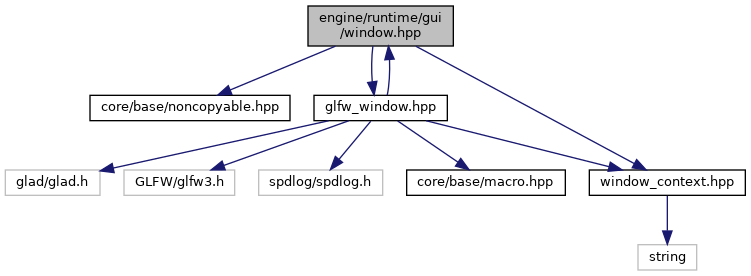 engine/runtime/gui
/window.hpp
core/base/noncopyable.hpp
glfw_window.hpp
glad/glad.h
GLFW/glfw3.h
spdlog/spdlog.h
core/base/macro.hpp
window_context.hpp
string